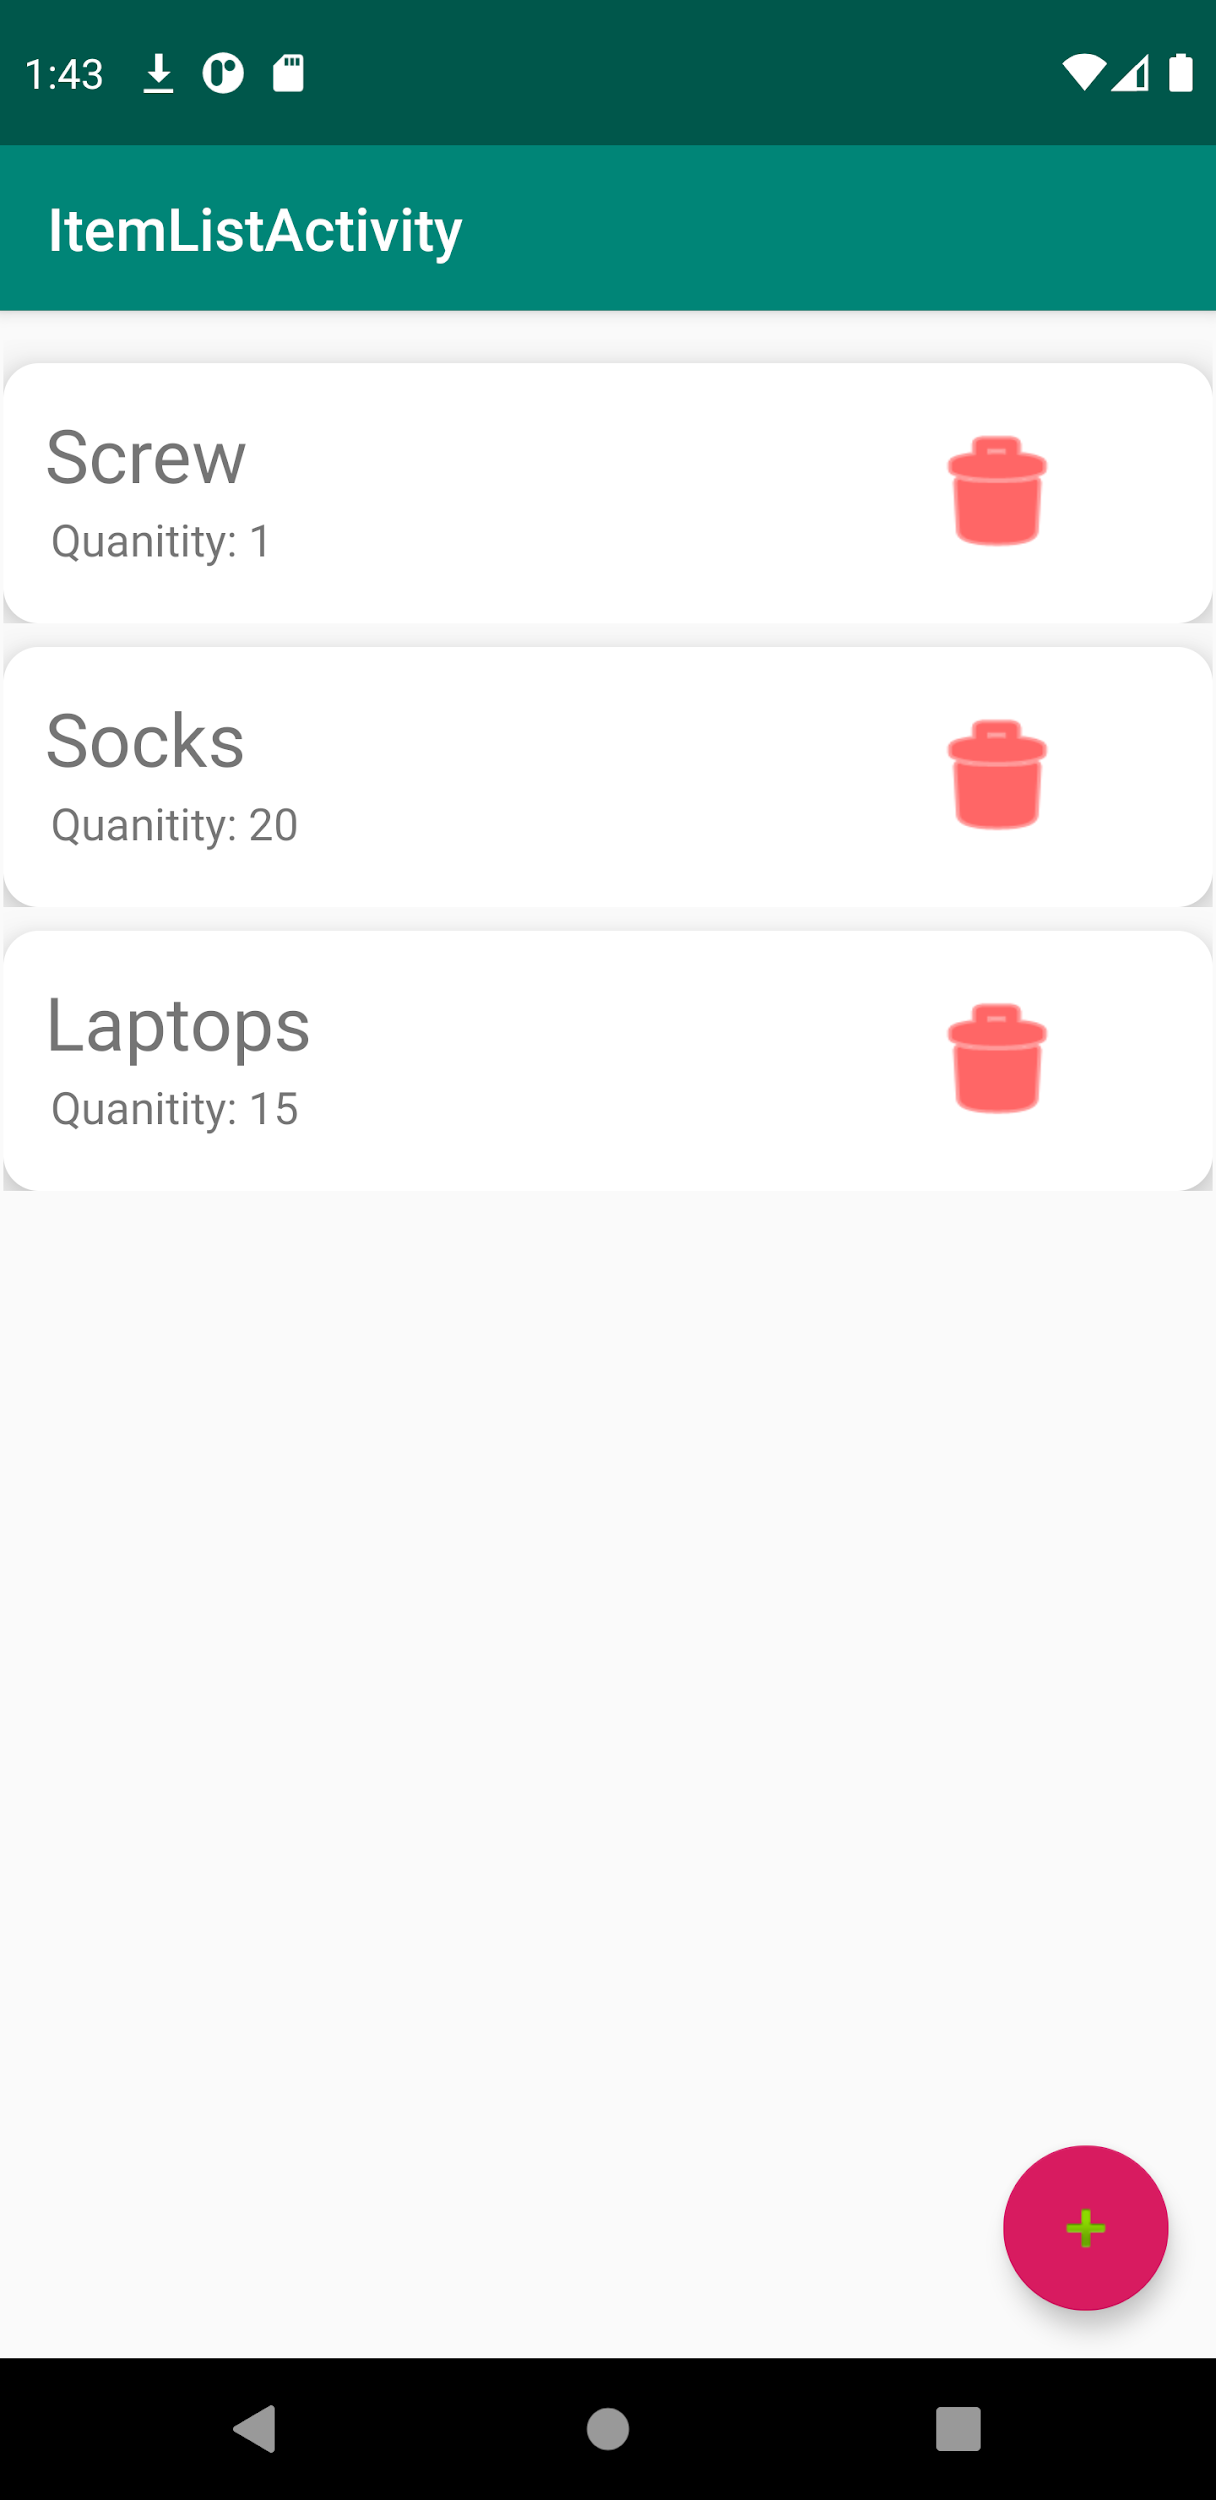 1:43
ItemListActivity
Screw
Quanitity: 1
Socks
Quanitity: 20
Laptops
Quanitity: 15